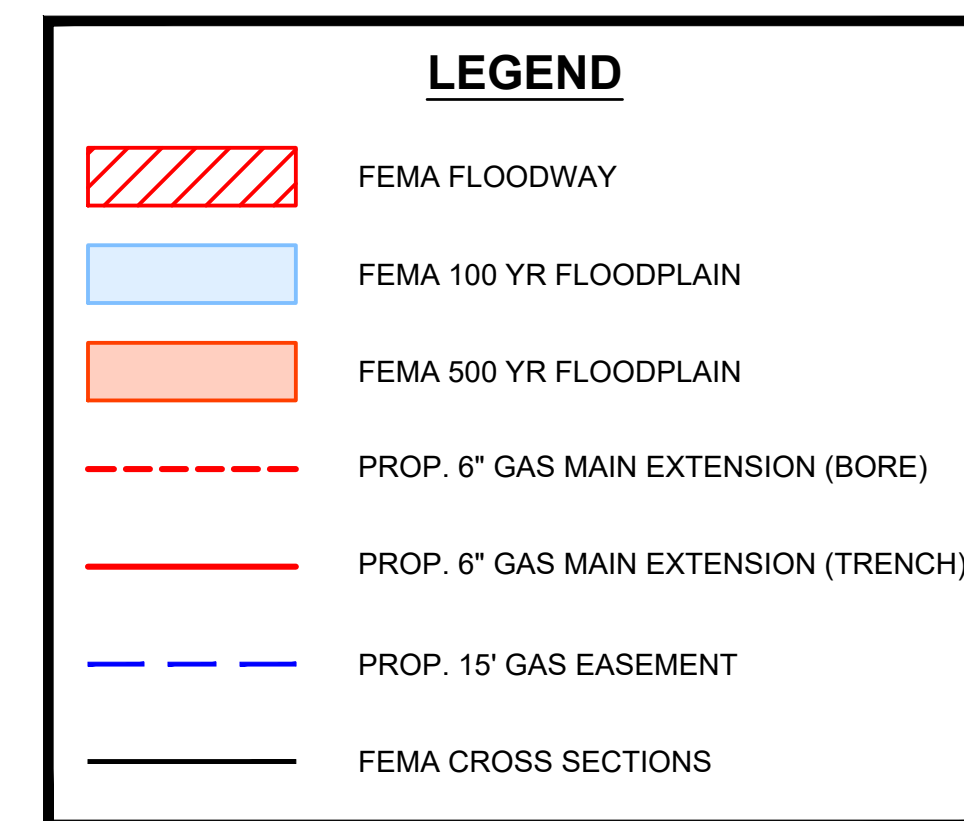 LEGEND
FEMA FLOODWAY
FEMA 100 YR FLOODPLAIN
FEMA 500 YR FLOODPLAIN
PROP. 6" GAS MAIN EXTENSION (BORE)
PROP. 6" GAS MAIN EXTENSION (TRENCH)
PROP. 15' GAS EASEMENT
FEMA CROSS SECTIONS